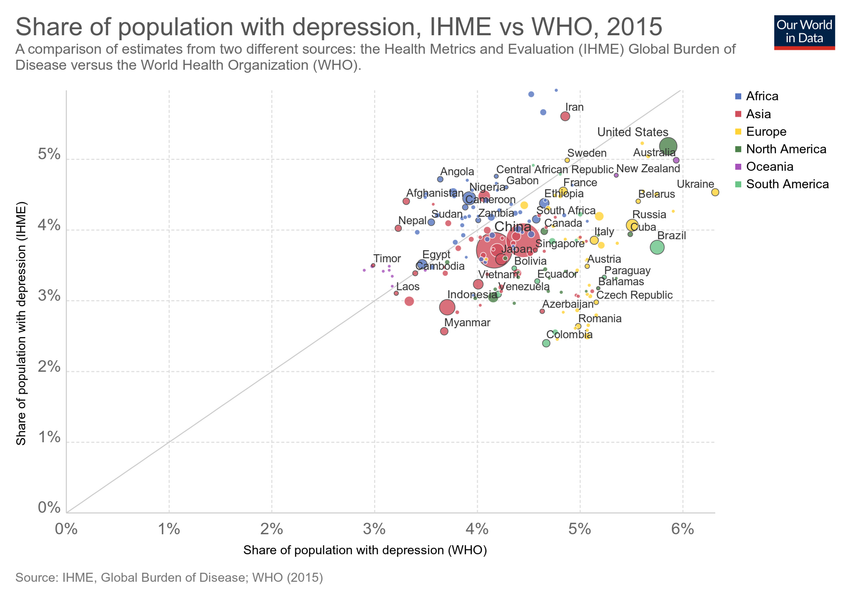 Share of population with depression, IHME vs WHO, 2015
A comparison of estimates from two different sources: the Health Metrics and Evaluation (IHME) Global Burden of
Disease versus the World Health Organization (WHO).
Our World
in Data
Africa
Asia
Europe
North America
Oceania
South America
Share of population with depression (IHME)
5%
4%
3%
2%
1%
0%
Iran
United States
Sweden
Australia
Angola
Central African Republic
New Zealand
Gabon
France
Ukraine
Afghanistan
Nigeria
Ethiopia
Belarus
Cameroon
Nepal
Sudan
Zambia
South Africa
Russia
China
Canada
Cuba
Italy
Brazil
Singapore
Japan
Timor
Egypt
Cambodia
Bolivia
Austria
Vietnam
Ecuador
Paraguay
Laos
Indonesia
Venezuela
Bahamas
Czech Republic
Azerbaijan
Myanmar
Romania
Colombia
0%
1%
2%
3%
4%
5%
6%
Share of population with depression (WHO)
Source: IHME, Global Burden of Disease; WHO (2015)